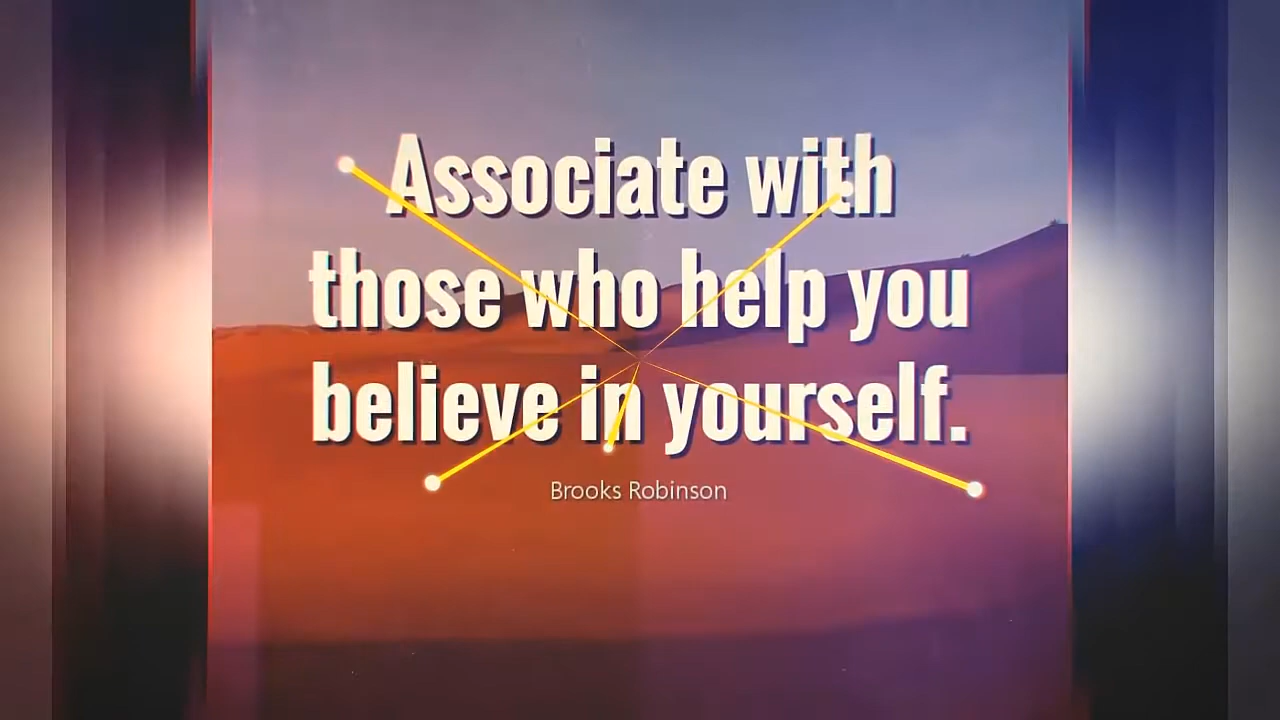 Associate with
those who help you
believe in yourself.
Brooks Robinson